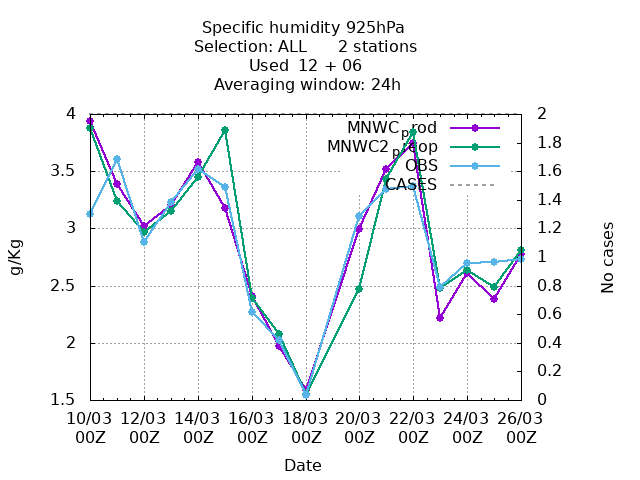 Specific humidity 925hPa
Selection: ALL 2 stations
Used 12 + 06
Averaging window: 24h
g/Kg
4
3.5
3
2.5
2
1.5
MNWC_prod
MNWC2_preop
OBS
CASES
2
1.8
1.6
1.4
1.2
1
0.8
0.6
0.4
0.2
0
No cases
10/03 12/03 14/03 16/03 18/03 20/03 22/03 24/03 26/03
00Z 00Z 00Z 00Z 00Z 00Z 00Z 00Z 00Z
Date